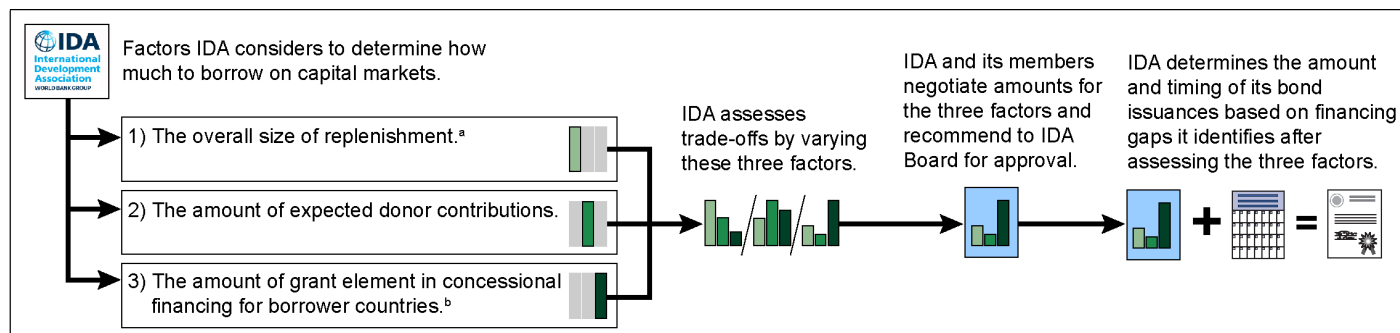 IDA
International
Development
Association
WORLD BANK GROUP
Factors IDA considers to determine how
much to borrow on capital markets.
1) The overall size of replenishment.a
2) The amount of expected donor contributions.
3) The amount of grant element in concessional
financing for borrower countries.b
IDA assesses
trade-offs by varying
these three factors.
IDA and its members
negotiate amounts for
the three factors and
recommend to IDA
Board for approval.
IDA determines the amount
and timing of its bond
issuances based on financing
gaps it identifies after
assessing the three factors.